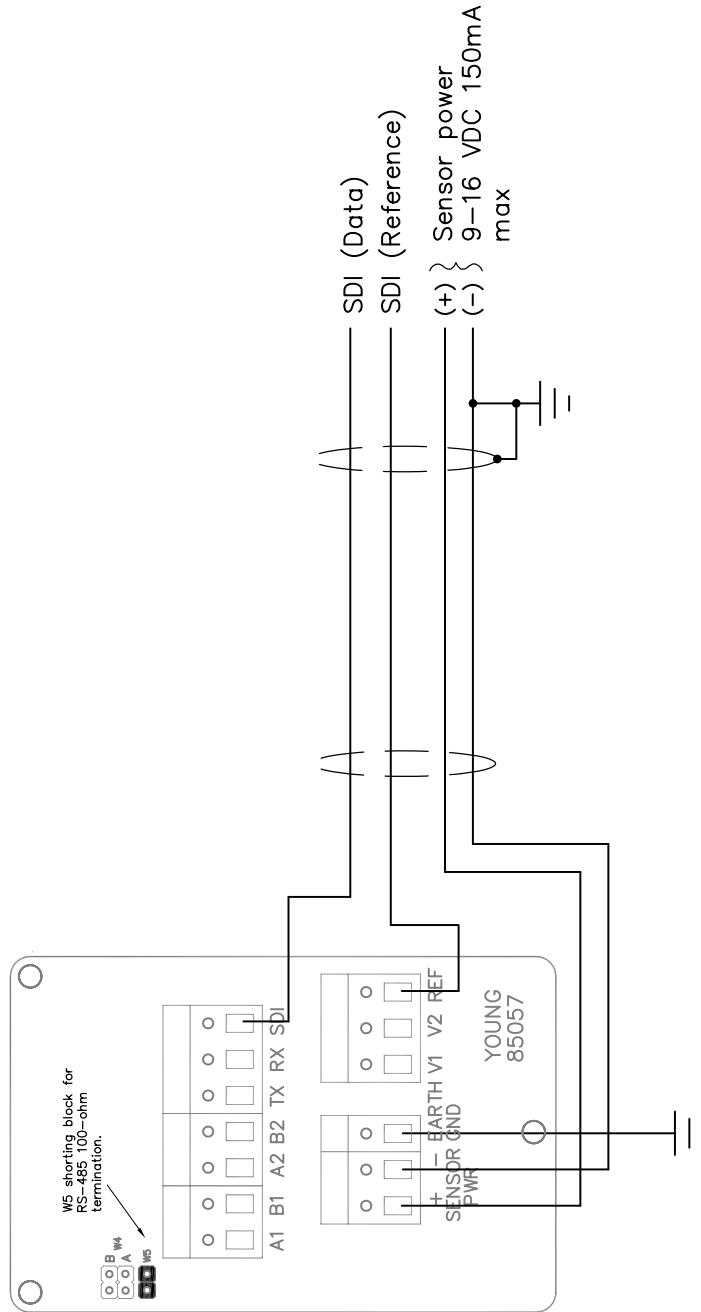 SDI (Data)
SDI (Reference)
(+)
(−)
Sensor power
9−16 VDC 150mA
max
W5 shorting block for
RS−485 100−ohm
termination.
B
W4
A
W5
A1 B1 A2 B2 TX RX SDI
+ − EARTH V1 V2 REF
SENSOR GND
PWR
YOUNG
85057